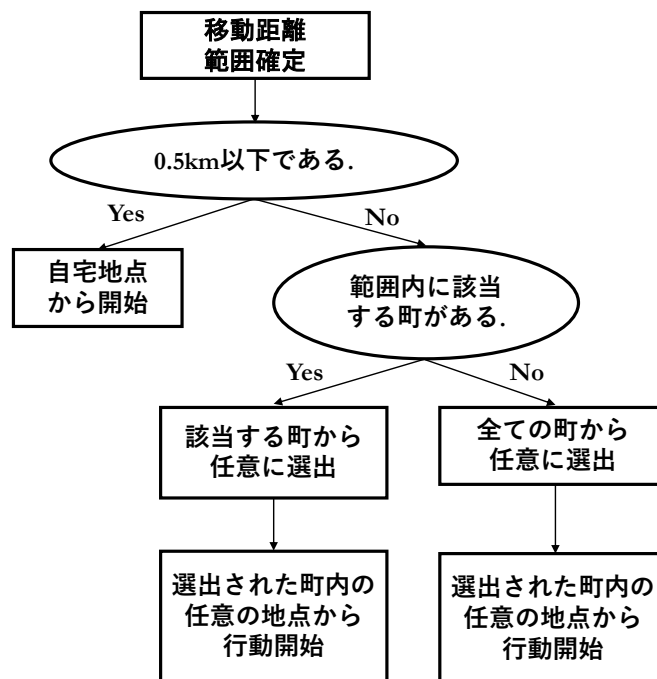 移動距離
範囲確定
0.5km以下である.
Yes
No
自宅地点
から開始
範囲内に該当
する町がある.
Yes
No
該当する町から
任意に選出
全ての町から
任意に選出
選出された町内の
任意の地点から
行動開始
選出された町内の
任意の地点から
行動開始